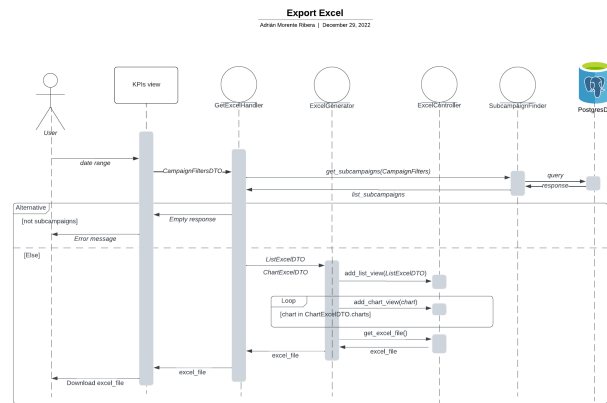 Export Excel
Adrián Morente Ribera | December 29, 2022
KPIs view
User
GetExcelHandler
ExcelGenerator
ExcelController
SubcampaignFinder
PostgresD
date range
CampaignFiltersDTO
get_subcampaigns(CampaignFilters)
query
response
list_subcampaigns
Alternative
[not subcampaigns]
Empty response
Error message
[Else]
ListExcelDTO
ChartExcelDTO
add_list_view(ListExcelDTO)
Loop
add_chart_view(chart)
[chart in ChartExcelDTO.charts]
get_excel_file()
excel_file
excel_file
excel_file
Download excel_file